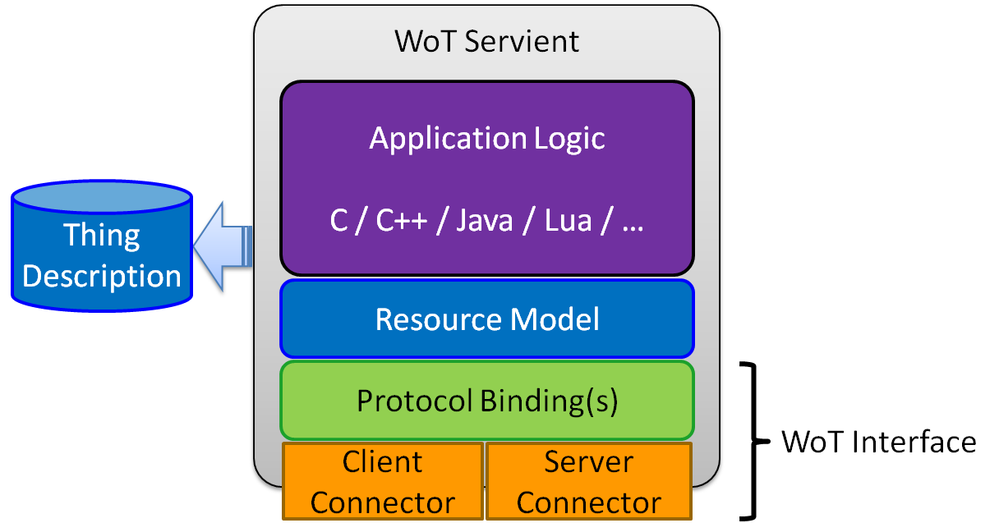 WoT Servient
Application Logic
C / C++ / Java / Lua / ...
Thing
Description
Resource Model
Protocol Binding(s)
Client
Connector
Server
Connector
WoT Interface